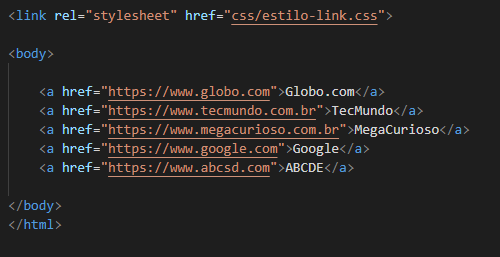 <link rel="stylesheet" href="css/estilo-link.css">
<body>
<a href="https://www.globo.com">Globo.com</a>
<a href="https://www.tecmundo.com.br">TecMundo</a>
<a href="https://www.megacurioso.com.br">MegaCurioso</a>
<a href="https://www.google.com">Google</a>
<a href="https://www.abcsd.com">ABCDE</a>
</body>
</html>